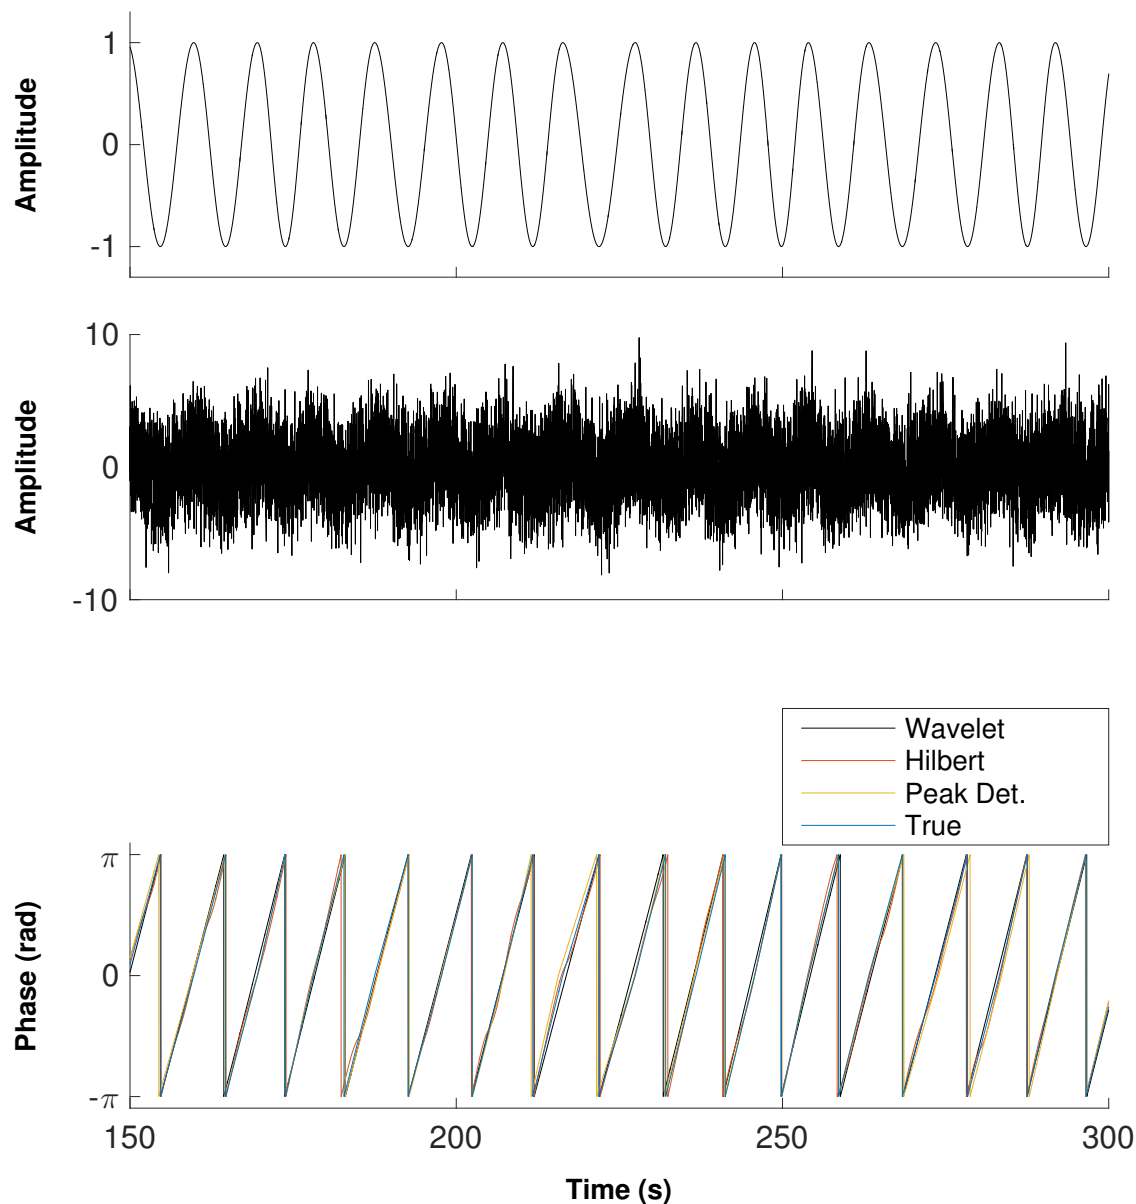 Amplitude
1
0
-1
Amplitude
10
0
-10
Wavelet
Hilbert
Peak Det.
True
Phase (rad)
π
0
-π
150
200
250
300
Time (s)